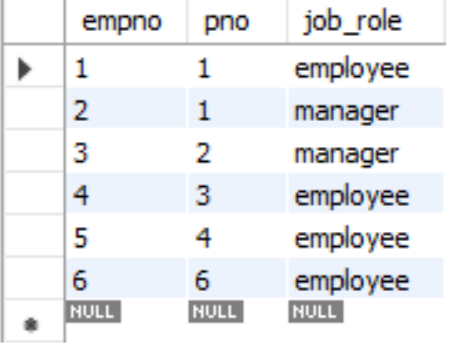 empno pno job_role
1 1 employee
2 1 manager
3 2 manager
4 3 employee
5 4 employee
6 6 employee
NULL NULL NULL